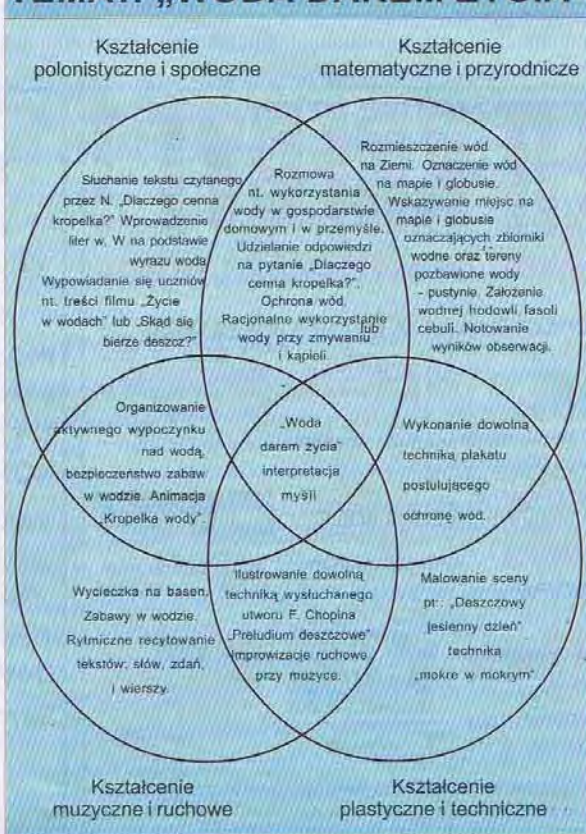 TEMAT: „WODA DAREM ŻYCIA"
Kształcenie
polonistyczne i społeczne
Kształcenie
matematyczne i przyrodnicze
Słuchanie tekstu czytanego
przez N. „Dlaczego cenna
kropelka?" Wprowadzenie
liter w, W na podstawie
wyrazu woda.
Wypowiadanie się uczniów
nt. treści filmu „Życie
w wodach" lub „Skąd się
bierze deszcz?"
Rozmowa
nt. wykorzystania
wody w gospodarstwie
domowym i w przemyśle.
Udzielanie odpowiedzi
na pytanie „Dlaczego
cenna kropelka?".
Ochrona wód.
Racjonalne wykorzystanie
wody przy zmywaniu
i kąpieli.
Rozmieszczenie wód
na Ziemi. Oznaczenie wód
na mapie i globusie.
Wskazywanie miejsc na
mapie i globusie
oznaczających zbiorniki
wodne oraz tereny
pozbawione wody
- pustynie. Założenie
wodnej hodowli fasoli
lub
cebuli. Notowanie
wyników obserwacji.
Organizowanie
aktywnego wypoczynku
nad wodą,
bezpieczeństwo zabaw
w wodzie. Animacja
„Kropelka wody".
„Woda
darem życia"
interpretacja
myśli
Wykonanie dowolną
techniką plakatu
postulującego
ochronę wód.
Wycieczka na basen.
Zabawy w wodzie.
Rytmiczne recytowanie
tekstów: słów, zdań,
i wierszy.
Ilustrowanie dowolną
techniką wysłuchanego
utworu F. Chopina
„Preludium deszczowe"
Improwizacje ruchowe
przy muzyce.
Malowanie sceny
pt.: „Deszczowy
jesienny dzień"
technika
„mokre w mokrym"
Kształcenie
muzyczne i ruchowe
Kształcenie
plastyczne i techniczne